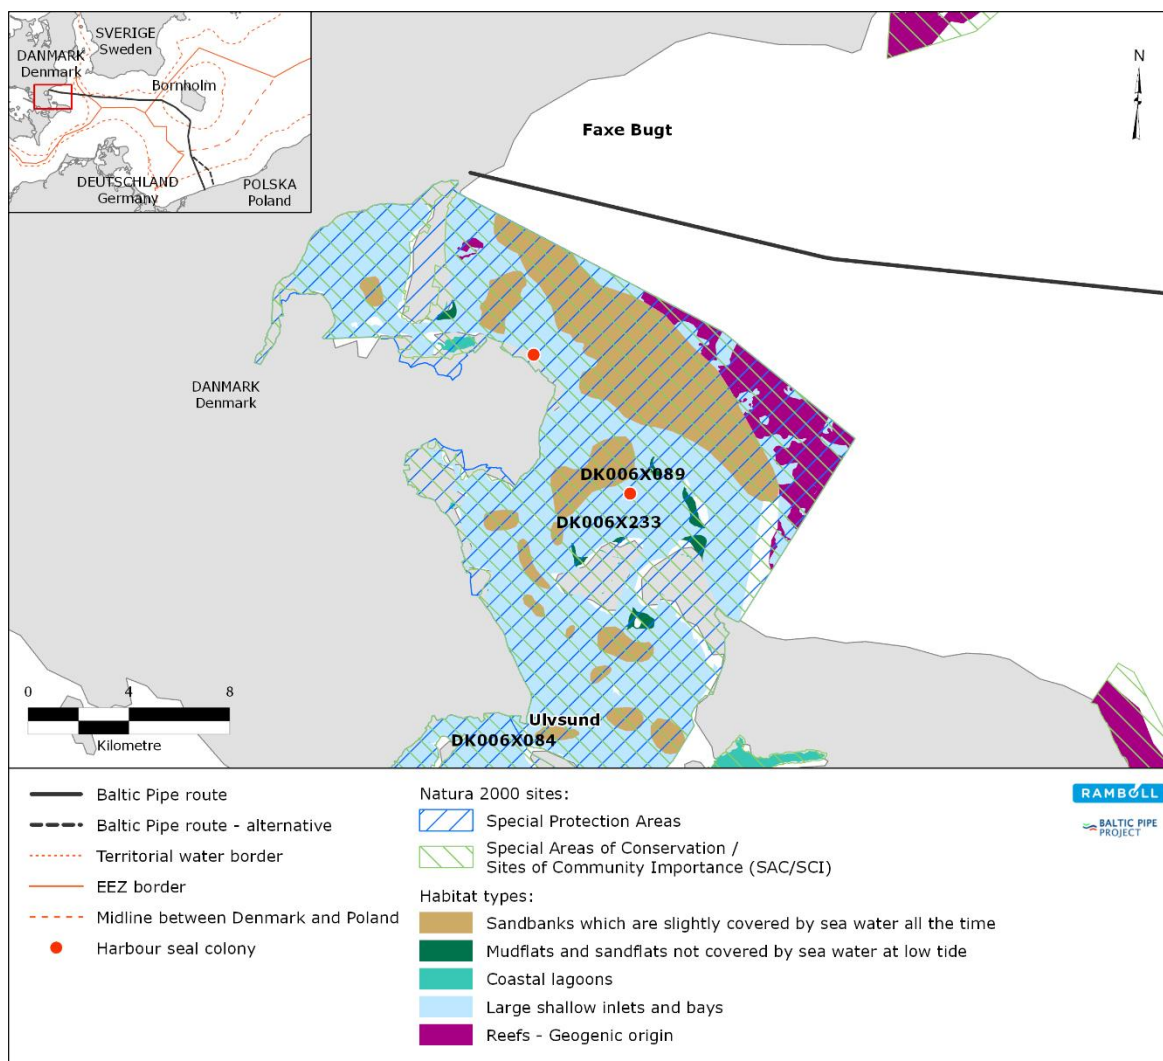 SVERIGE
Sweden
DANMARK
Denmark
Bornholm
DEUTSCHLAND
Germany
POLSKA
Poland
N
Faxe Bugt
DANMARK
Denmark
DK006X089
DK006X233
0 4 8
Kilometre
Ulvsund
DK006X084
Baltic Pipe route
Baltic Pipe route - alternative
Territorial water border
EEZ border
Midline between Denmark and Poland
Harbour seal colony
Natura 2000 sites:
Special Protection Areas
Special Areas of Conservation /
Sites of Community Importance (SAC/SCI)
Habitat types:
Sandbanks which are slightly covered by sea water all the time
Mudflats and sandflats not covered by sea water at low tide
Coastal lagoons
Large shallow inlets and bays
Reefs - Geogenic origin
RAMBOLL
BALTIC PIPE
PROJECT